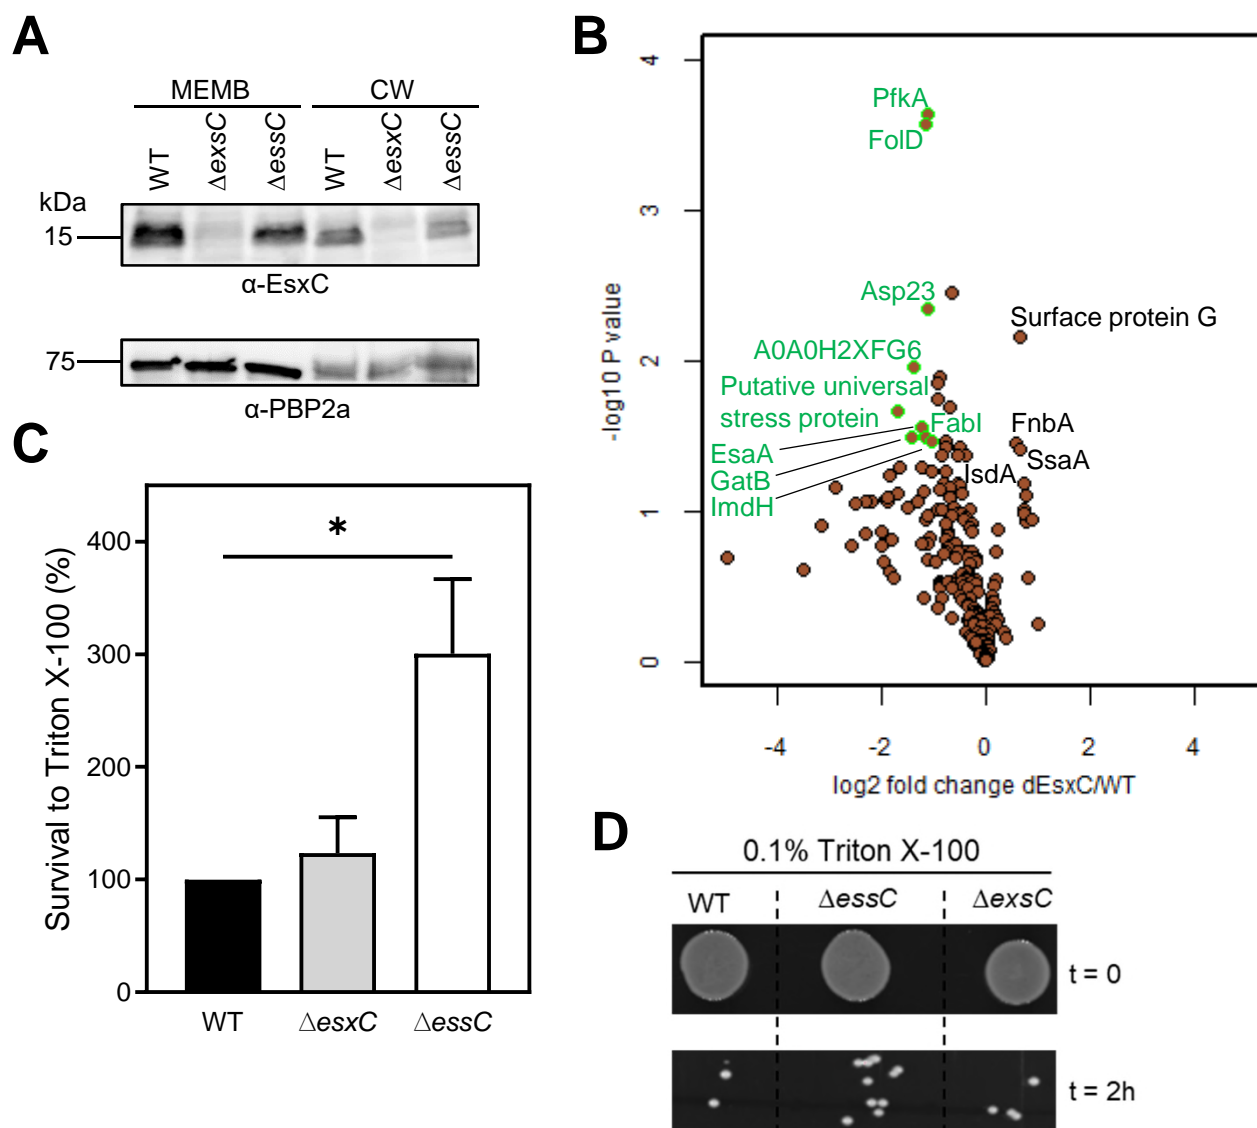 A
MEMB CW
WT ΔexsC ΔessC WT ΔexsC ΔessC
kDa
15
α-EsxC
75
α-PBP2a
B
4
3
2
1
0
-log10 P value
PfkA
FolD
Asp23
Surface protein G
A0A0H2XFG6
Putative universal
stress protein
FabI
FnbA
EsaA
SsaA
IsdA
GatB
ImdH
-4 -2 0 2 4
log2 fold change dEsxC/WT
C
Survival to Triton X-100 (%)
400
300
200
100
0
*
WT ΔesxC ΔessC
D
0.1% Triton X-100
WT ΔessC ΔexsC
t = 0
t = 2h